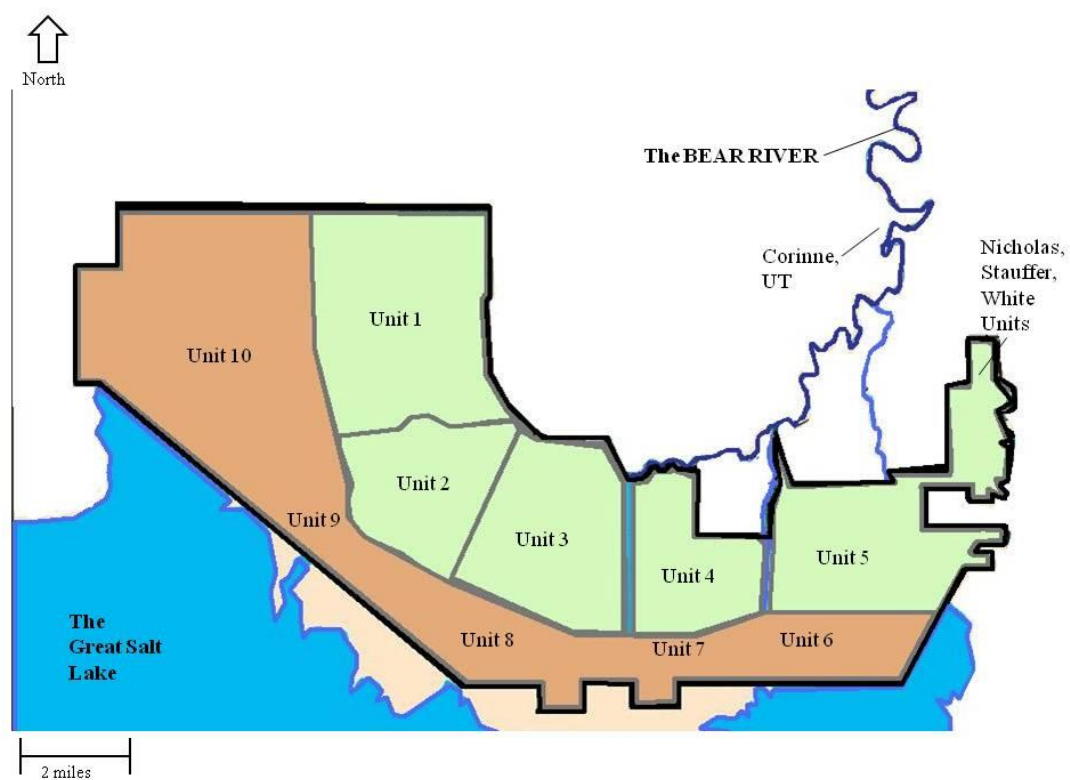 North
The BEAR RIVER
Corinne,
UT
Nicholas,
Stauffer,
White
Units
Unit 1
Unit 10
Unit 2
Unit 9
Unit 3
Unit 4
Unit 5
Unit 8
Unit 7
Unit 6
The
Great Salt
Lake
2 miles